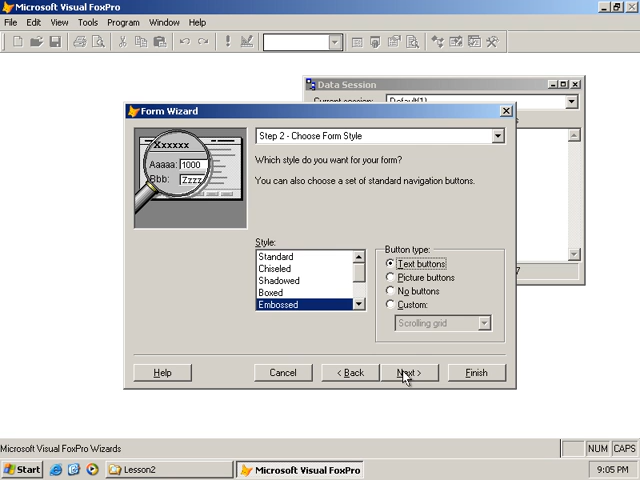 Microsoft Visual FoxPro
File Edit View Tools Program Window Help
Data Session
Current session: Default(1)
Form Wizard
Step 2 - Choose Form Style
Xxxxxx
Aaaaa: 1000
Bbb: Zzzz
Which style do you want for your form?
You can also choose a set of standard navigation buttons.
Style:
Standard
Chiseled
Shadowed
Boxed
Embossed
Button type:
Text buttons
Picture buttons
No buttons
Custom:
Scrolling grid
Help
Cancel
< Back
Next >
Finish
Microsoft Visual FoxPro Wizards
NUM CAPS
Start
Lesson2
Microsoft Visual FoxPro
9:05 PM